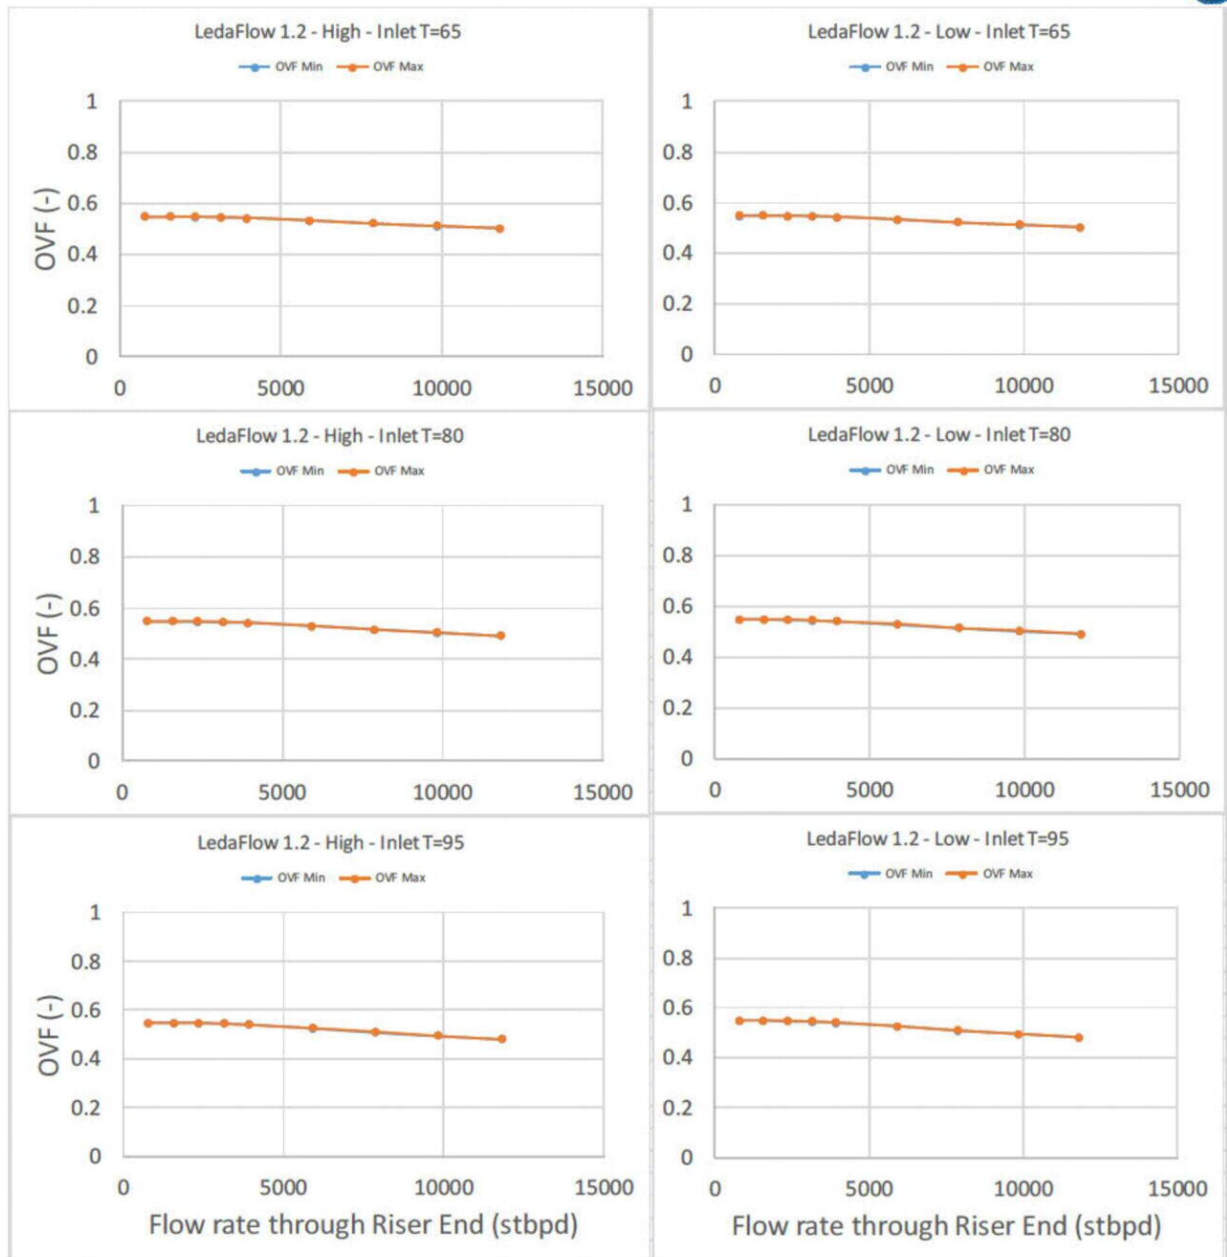 LedaFlow 1.2 - High - Inlet T=65
OVF Min OVF Max
1
0.8
0.6
0.4
0.2
0
OVF (-)
0 5000 10000 15000
LedaFlow 1.2 - Low - Inlet T=65
OVF Min OVF Max
1
0.8
0.6
0.4
0.2
0
0 5000 10000 15000
LedaFlow 1.2 - High - Inlet T=80
OVF Min OVF Max
1
0.8
0.6
0.4
0.2
0
OVF (-)
0 5000 10000 15000
LedaFlow 1.2 - Low - Inlet T=80
OVF Min OVF Max
1
0.8
0.6
0.4
0.2
0
0 5000 10000 15000
LedaFlow 1.2 - High - Inlet T=95
OVF Min OVF Max
1
0.8
0.6
0.4
0.2
0
OVF (-)
0 5000 10000 15000
Flow rate through Riser End (stbpd)
LedaFlow 1.2 - Low - Inlet T=95
OVF Min OVF Max
1
0.8
0.6
0.4
0.2
0
0 5000 10000 15000
Flow rate through Riser End (stbpd)